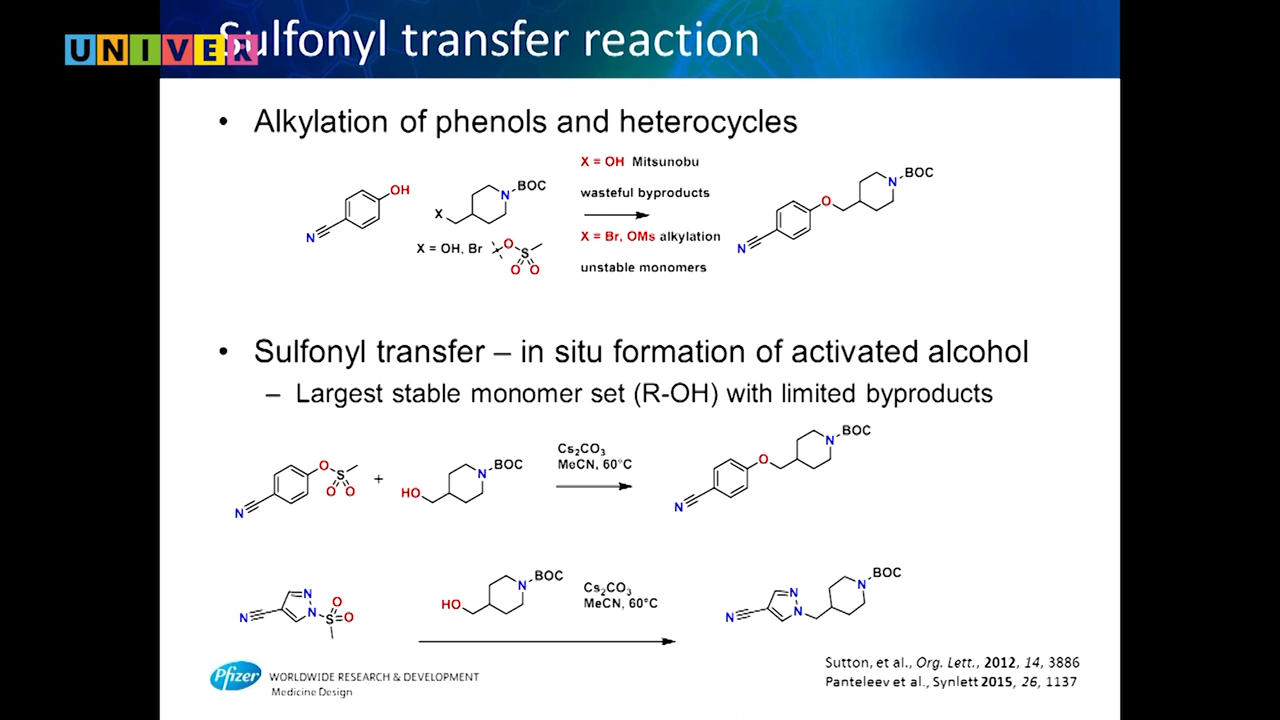 UNIVER
Sulfonyl transfer reaction
• Alkylation of phenols and heterocycles
X = OH Mitsunobu
wasteful byproducts
X = Br, OMs alkylation
unstable monomers
OH
N
X
N
BOC
X = OH, Br
O
S
O O
N
O
N
BOC
• Sulfonyl transfer – in situ formation of activated alcohol
– Largest stable monomer set (R-OH) with limited byproducts
N
O
S
O O
+
HO
N
BOC
Cs₂CO₃
MeCN, 60°C
N
O
N
BOC
N
N
N
S
O
O
HO
N
BOC
Cs₂CO₃
MeCN, 60°C
N
N
N
N
BOC
Pfizer
WORLDWIDE RESEARCH & DEVELOPMENT
Medicine Design
Sutton, et al., Org. Lett., 2012, 14, 3886
Panteleev et al., Synlett 2015, 26, 1137